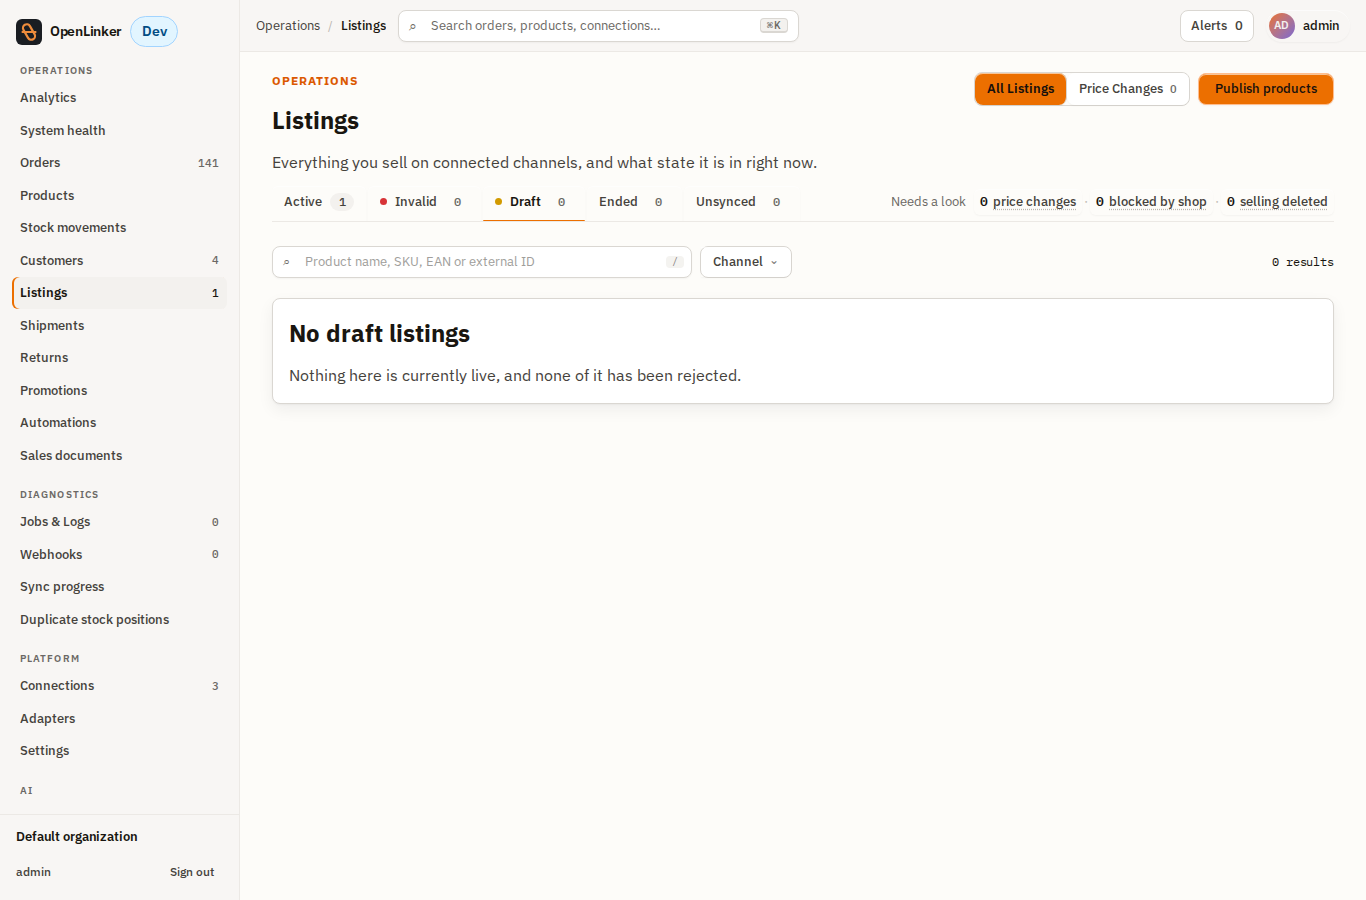 OpenLinker Dev
OPERATIONS
Analytics
System health
Orders 141
Products
Stock movements
Customers 4
Listings 1
Shipments
Returns
Promotions
Automations
Sales documents
DIAGNOSTICS
Jobs & Logs 0
Webhooks 0
Sync progress
Duplicate stock positions
PLATFORM
Connections 3
Adapters
Settings
AI
Default organization
admin Sign out
Operations / Listings Search orders, products, connections... ⌘K Alerts 0 AD admin
OPERATIONS
All Listings Price Changes 0 Publish products
Listings
Everything you sell on connected channels, and what state it is in right now.
Active 1 Invalid 0 Draft 0 Ended 0 Unsynced 0 Needs a look 0 price changes · 0 blocked by shop · 0 selling deleted
Product name, SKU, EAN or external ID / Channel 0 results
No draft listings
Nothing here is currently live, and none of it has been rejected.